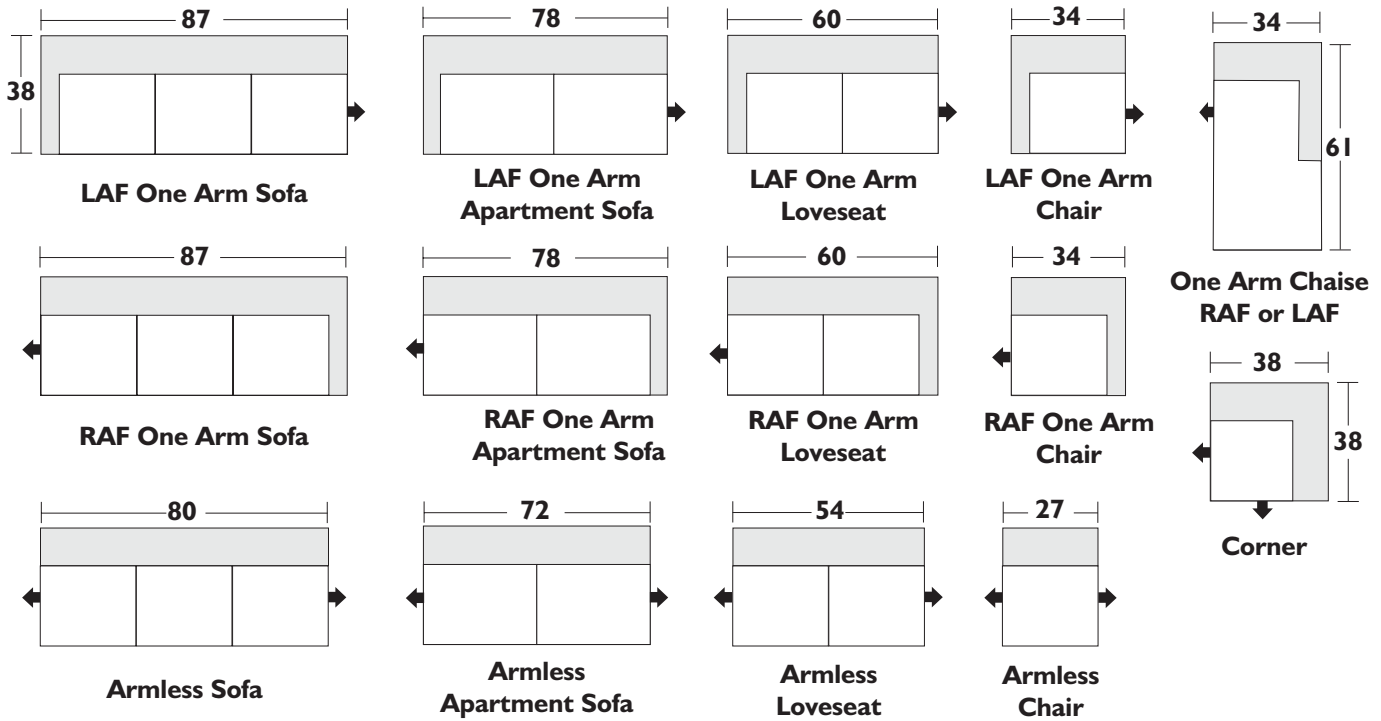 87
78
60
34
34
38
61
LAF One Arm Sofa
LAF One Arm
Apartment Sofa
LAF One Arm
Loveseat
LAF One Arm
Chair
87
78
60
34
One Arm Chaise
RAF or LAF
RAF One Arm Sofa
RAF One Arm
Apartment Sofa
RAF One Arm
Loveseat
RAF One Arm
Chair
38
38
Corner
80
72
54
27
Armless Sofa
Armless
Apartment Sofa
Armless
Loveseat
Armless
Chair